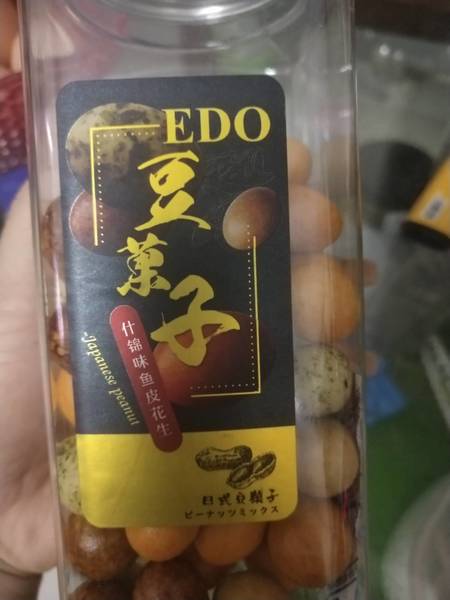 EDO
豆菓子
什锦味鱼皮花生
Japanese peanut
日式豆菓子
ピーナッツミックス